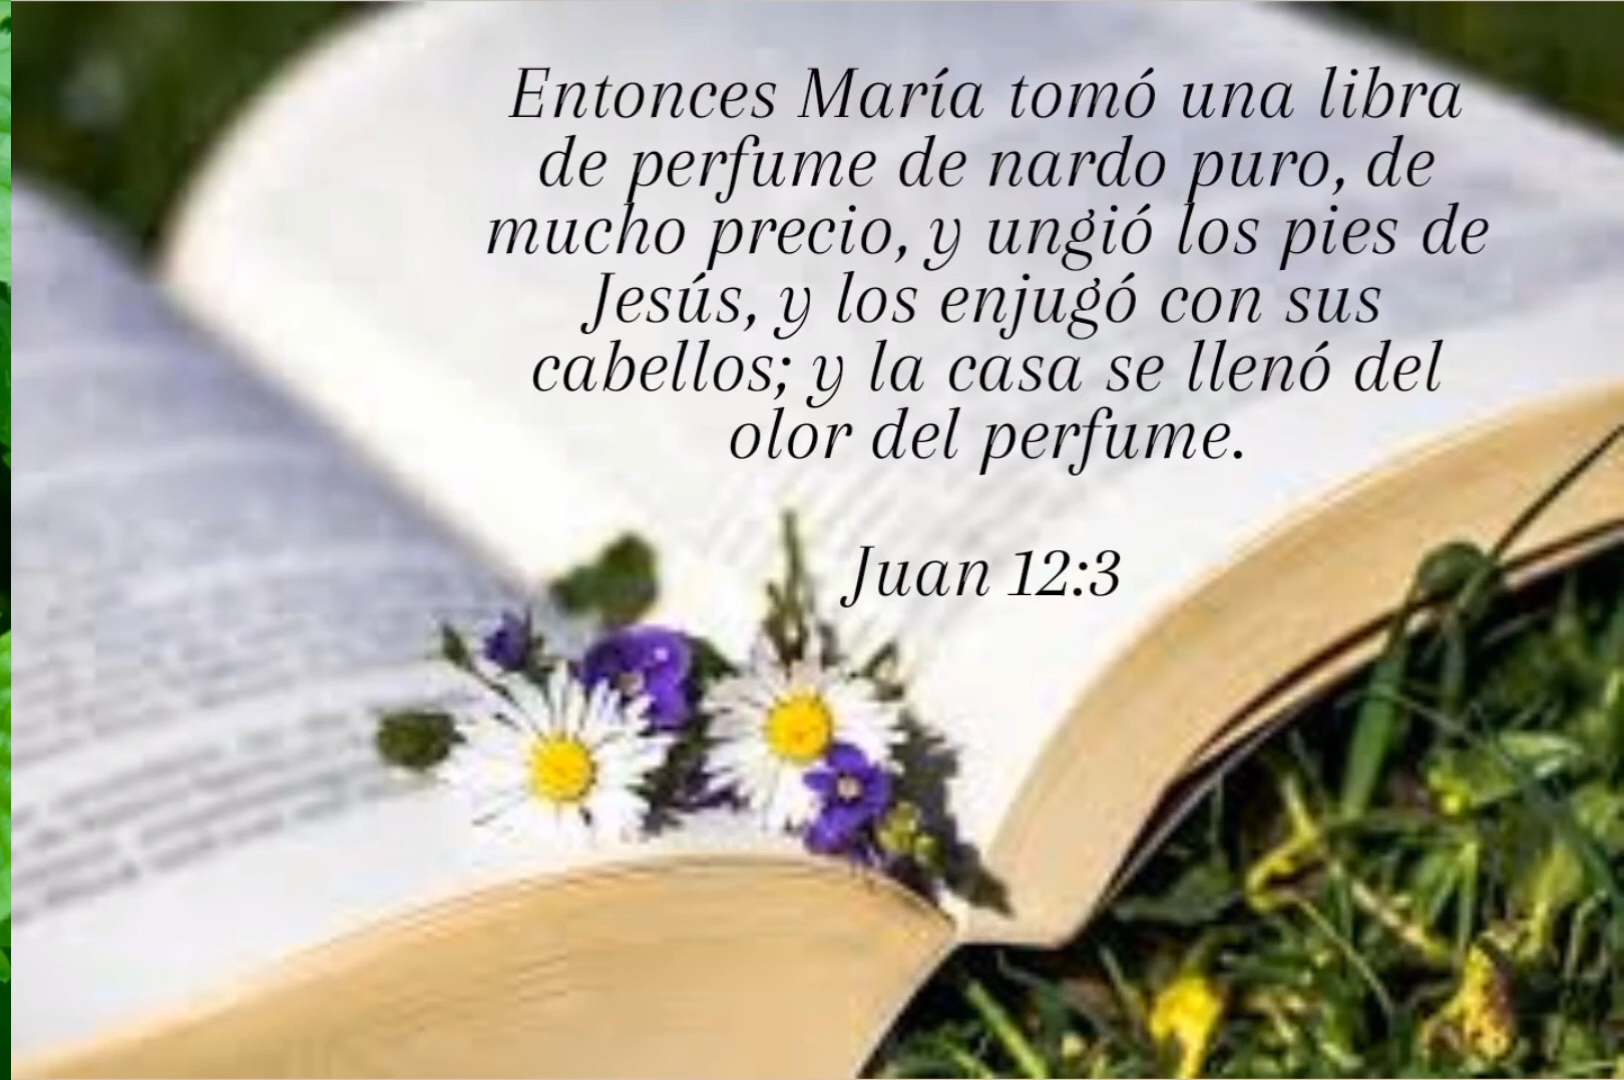 Entonces María tomó una libra
de perfume de nardo puro, de
mucho precio, y ungió los pies de
Jesús, y los enjugó con sus
cabellos; y la casa se llenó del
olor del perfume.
Juan 12:3